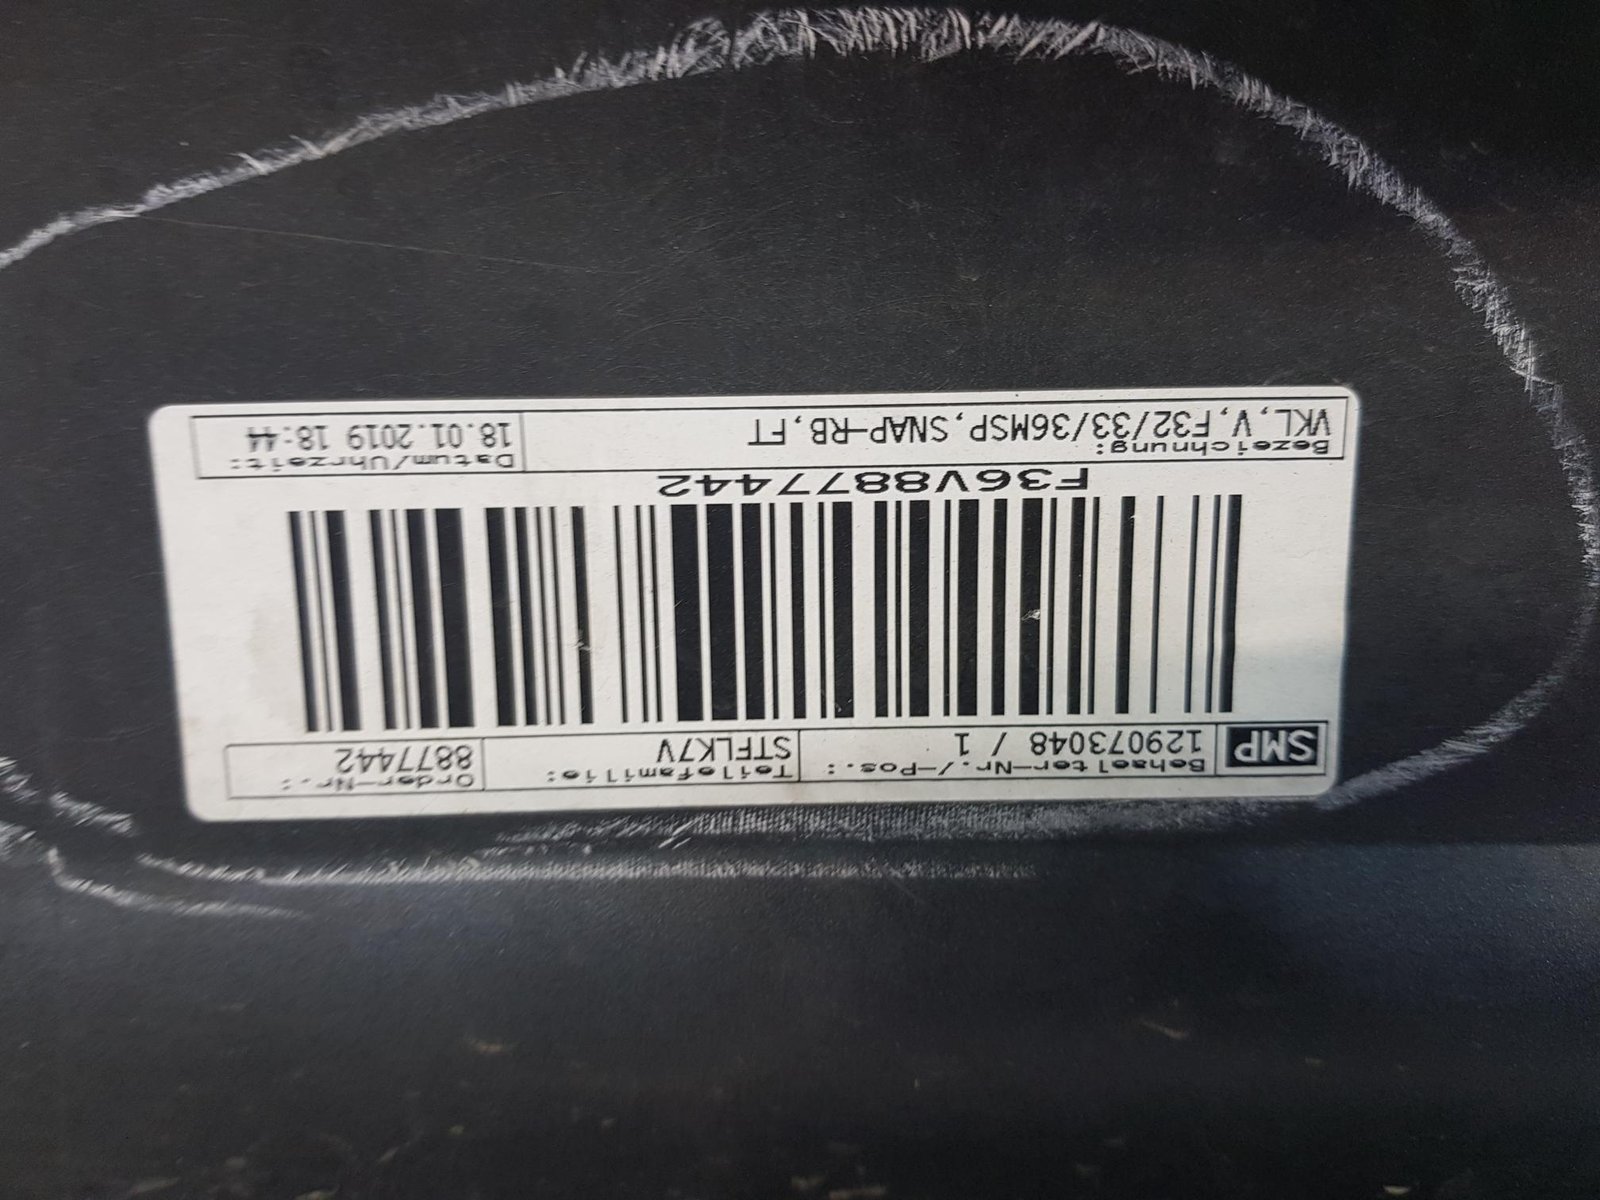 SMP
Behaelter-Nr./-Pos.:
129073048 / 1
Teilefamilie:
STFLK7V
Order-Nr.:
8877442
F36V8877442
Bezeichnung:
VKL,V,F32/33/36MSP,SNAP-RB,FT
Datum/Uhrzeit:
18.01.2019 18:44